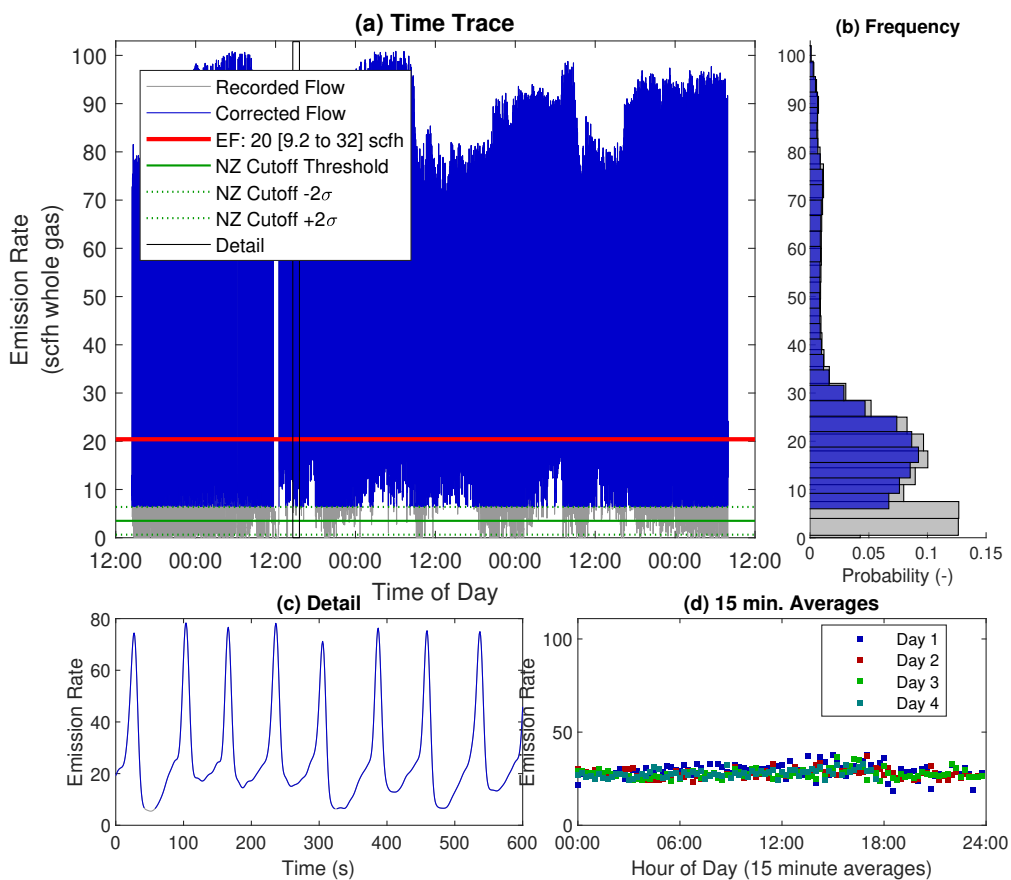 (a) Time Trace
Emission Rate
(scfh whole gas)
100
90
80
70
60
50
40
30
20
10
0
Recorded Flow
Corrected Flow
EF: 20 [9.2 to 32] scfh
NZ Cutoff Threshold
NZ Cutoff -2σ
NZ Cutoff +2σ
Detail
12:00 00:00 12:00 00:00 12:00 00:00 12:00 00:00 12:00
Time of Day
(b) Frequency
100
90
80
70
60
50
40
30
20
10
0
0 0.05 0.1 0.15
Probability (-)
(c) Detail
Emission Rate
80
60
40
20
0
0 100 200 300 400 500 600
Time (s)
(d) 15 min. Averages
Emission Rate
100
50
0
Day 1
Day 2
Day 3
Day 4
00:00 06:00 12:00 18:00 24:00
Hour of Day (15 minute averages)